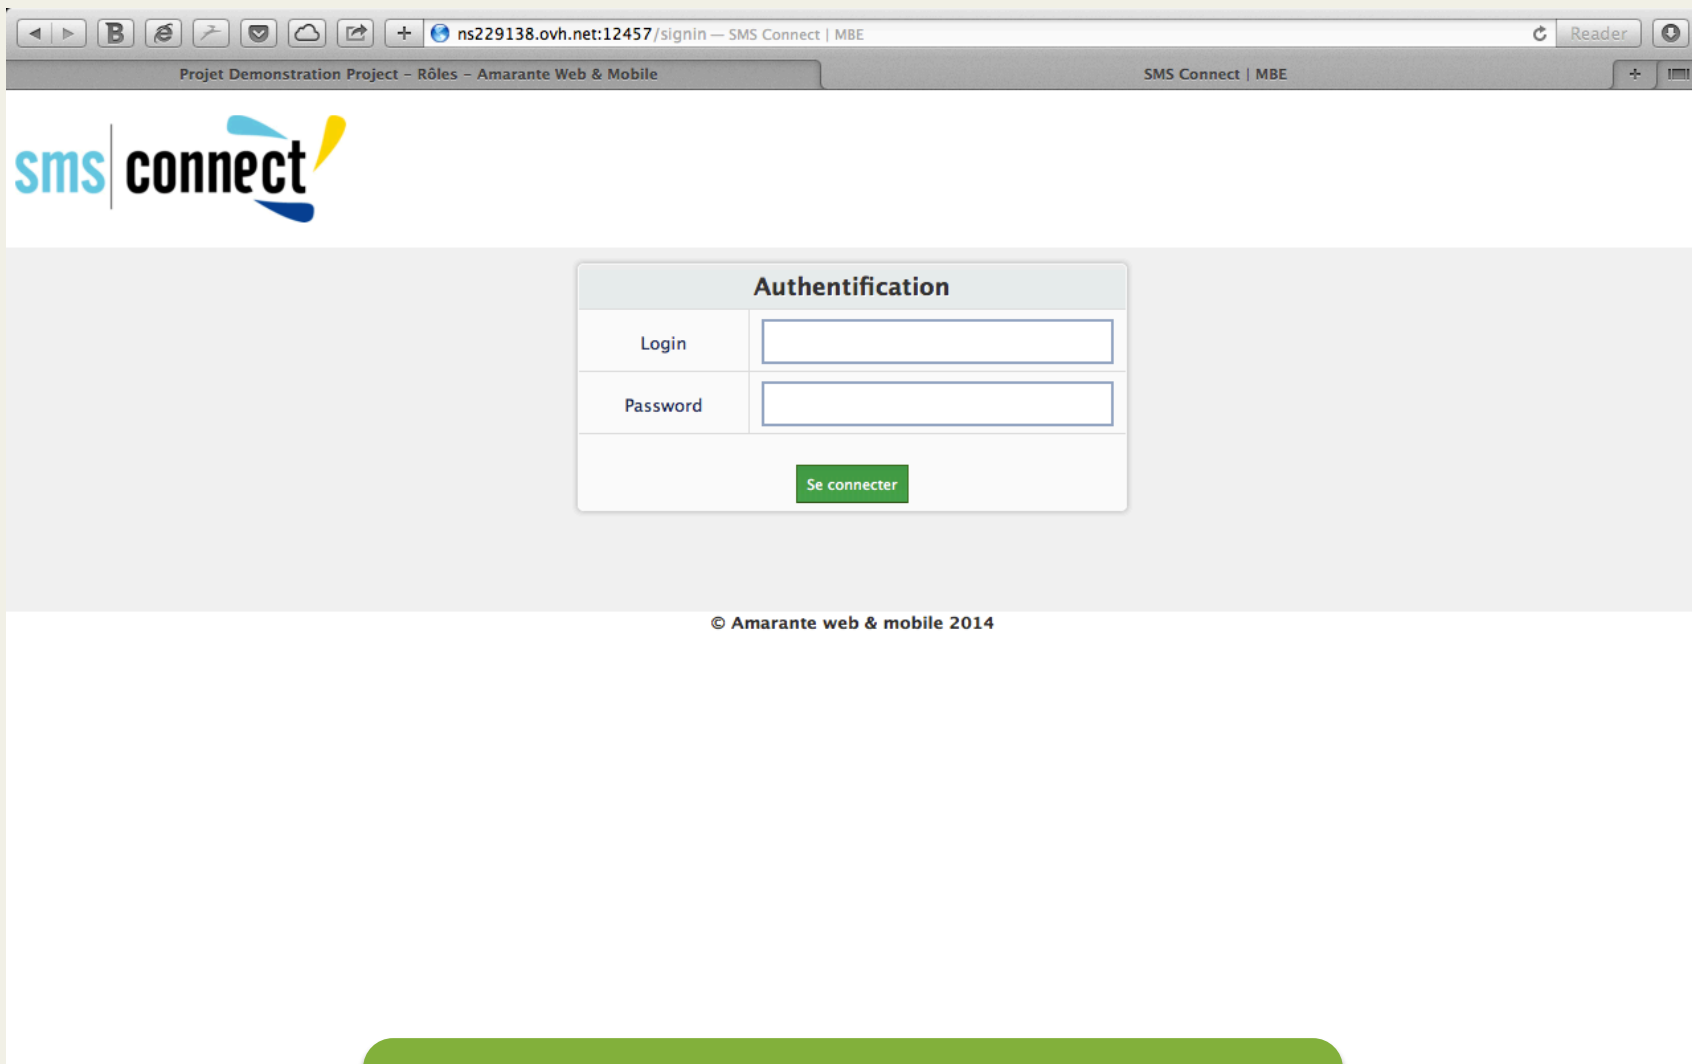 ns229138.ovh.net:12457/signin — SMS Connect | MBE
Reader
Projet Demonstration Project – Rôles – Amarante Web & Mobile
SMS Connect | MBE
sms connect
Authentification
Login
Password
Se connecter
© Amarante web & mobile 2014